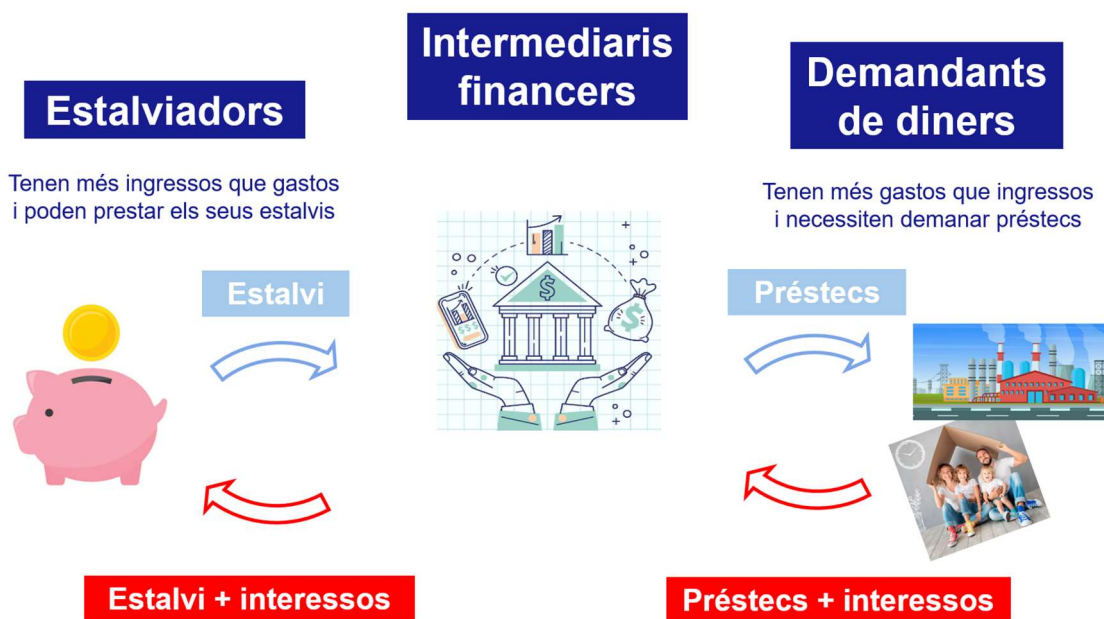 Estalviadors
Tenen més ingressos que gastos
i poden prestar els seus estalvis
Intermediaris
financers
Demandants
de diners
Tenen més gastos que ingressos
i necessiten demanar préstecs
Estalvi
$
$$$
$
Préstecs
Estalvi + interessos
Préstecs + interessos